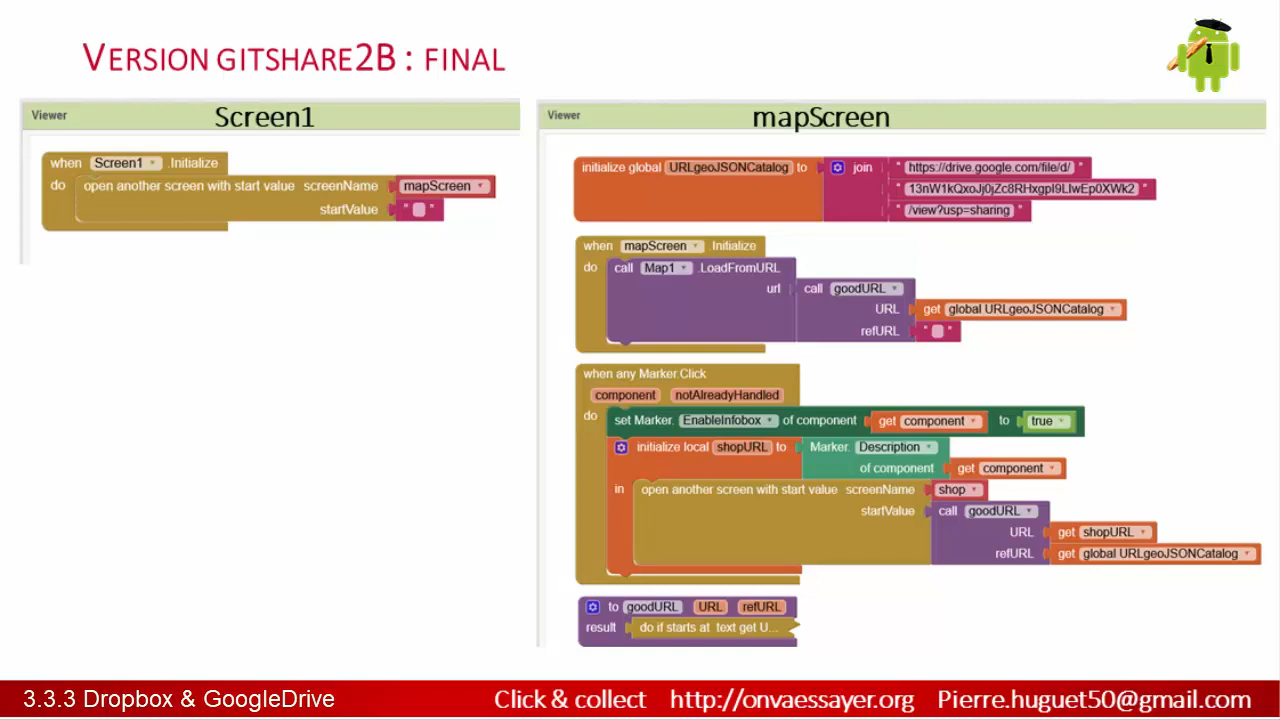 VERSION GITSHARE2B : FINAL
Viewer Screen1
when Screen1 .Initialize
do open another screen with start value screenName mapScreen
startValue " "
Viewer mapScreen
initialize global URLgeoJSONCatalog to join " https://drive.google.com/file/d/ "
" 13nW1kQxoJj0jZc8RHxgpI9LIwEp0XWk2 "
" /view?usp=sharing "
when mapScreen .Initialize
do call Map1 .LoadFromURL
url call goodURL
URL get global URLgeoJSONCatalog
refURL " "
when any Marker.Click
component notAlreadyHandled
do set Marker. EnableInfobox of component get component to true
initialize local shopURL to Marker. Description
of component get component
in open another screen with start value screenName shop
startValue call goodURL
URL get shopURL
refURL get global URLgeoJSONCatalog
to goodURL URL refURL
result do if starts at text get U...
3.3.3 Dropbox & GoogleDrive Click & collect http://onvaessayer.org Pierre.huguet50@gmail.com